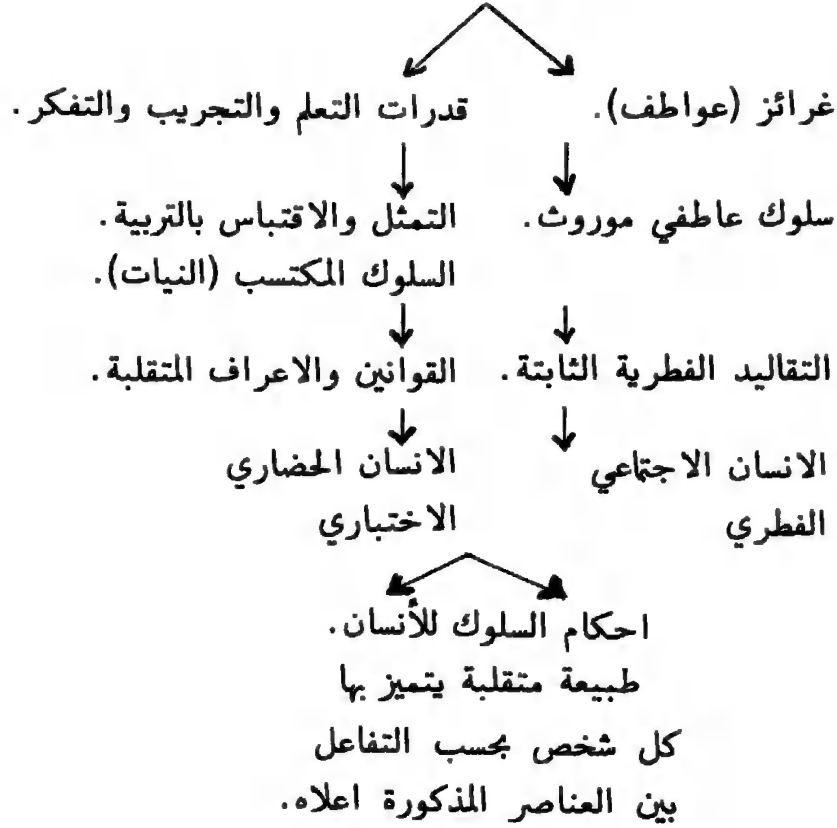 غرائز (عواطف). قدرات التعلم والتجريب والتفكر.
سلوك عاطفي موروث. التمثل والاقتباس بالتربية.
السلوك المكتسب (النيات).
التقاليد الفطرية الثابتة. القوانين والاعراف المتقلبة.
الانسان الاجتماعي الانسان الحضاري
الفطري الاختباري
احكام السلوك للأنسان.
طبيعة متقلبة يتميز بها
كل شخص بحسب التفاعل
بين العناصر المذكورة اعلاه.